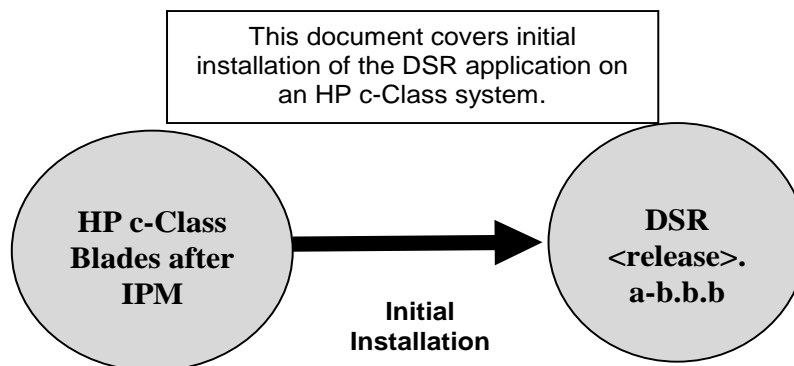 This document covers initial
installation of the DSR application on
an HP c-Class system.
HP c-Class
Blades after
IPM
DSR
<release>.
a-b.b.b
Initial
Installation